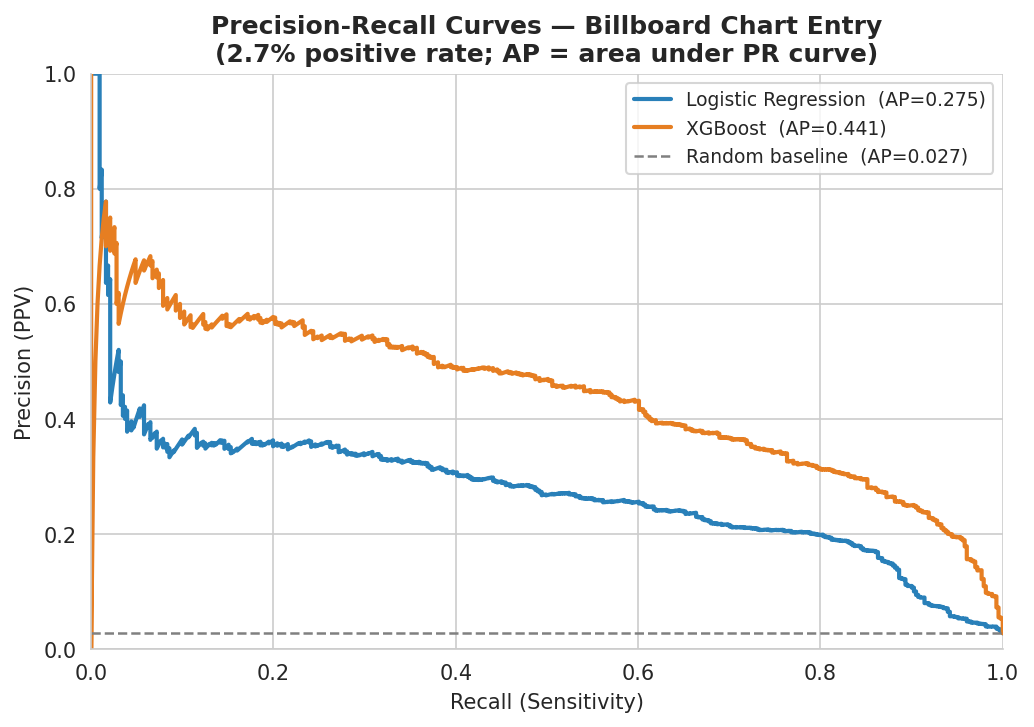 Precision-Recall Curves — Billboard Chart Entry
(2.7% positive rate; AP = area under PR curve)
Logistic Regression (AP=0.275)
XGBoost (AP=0.441)
Random baseline (AP=0.027)
Precision (PPV)
1.0
0.8
0.6
0.4
0.2
0.0
0.0
0.2
0.4
0.6
0.8
1.0
Recall (Sensitivity)